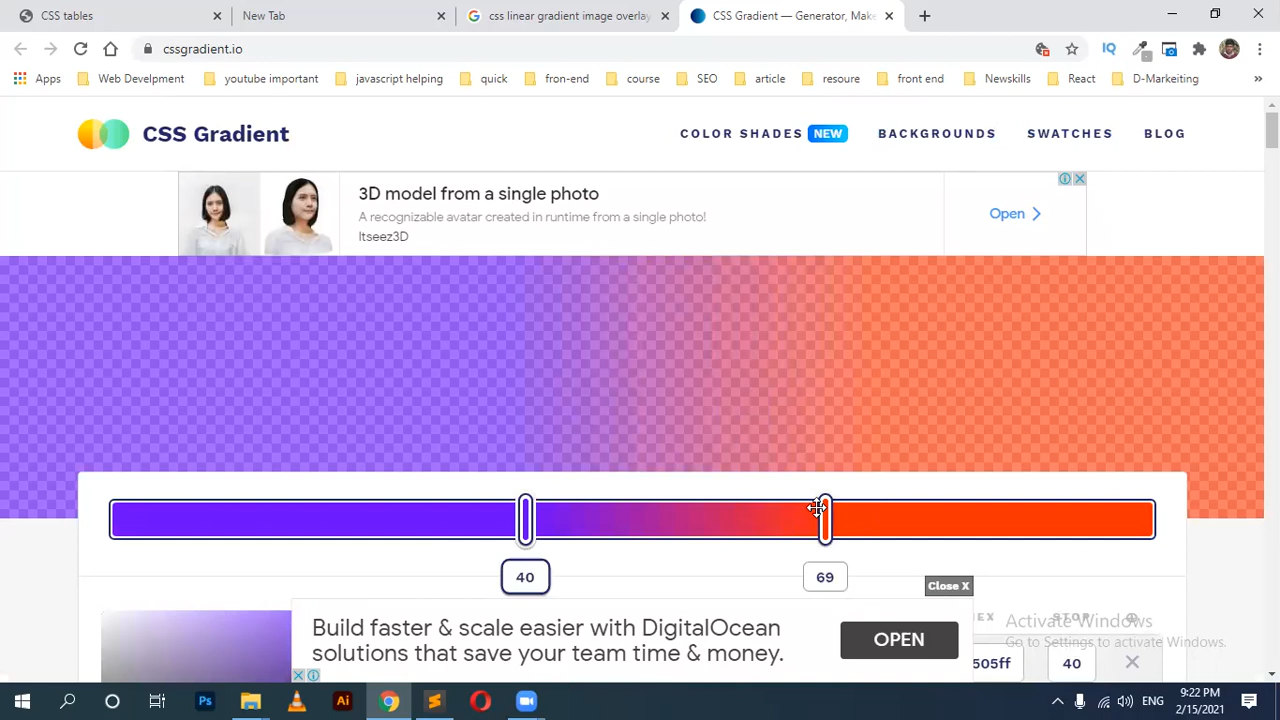 CSS tables
New Tab
css linear gradient image overlay
CSS Gradient — Generator, Make
cssgradient.io
Apps
Web Develpment
youtube important
javascript helping
quick
fron-end
course
SEO
article
resoure
front end
Newskills
React
D-Markeiting
CSS Gradient
COLOR SHADES NEW
BACKGROUNDS
SWATCHES
BLOG
3D model from a single photo
A recognizable avatar created in runtime from a single photo!
Itseez3D
Open
40
69
Close X
Build faster & scale easier with DigitalOcean
solutions that save your team time & money.
OPEN
EX
STOP
Activate Windows
Go to Settings to activate Windows.
505ff
40
ENG
9:22 PM
2/15/2021